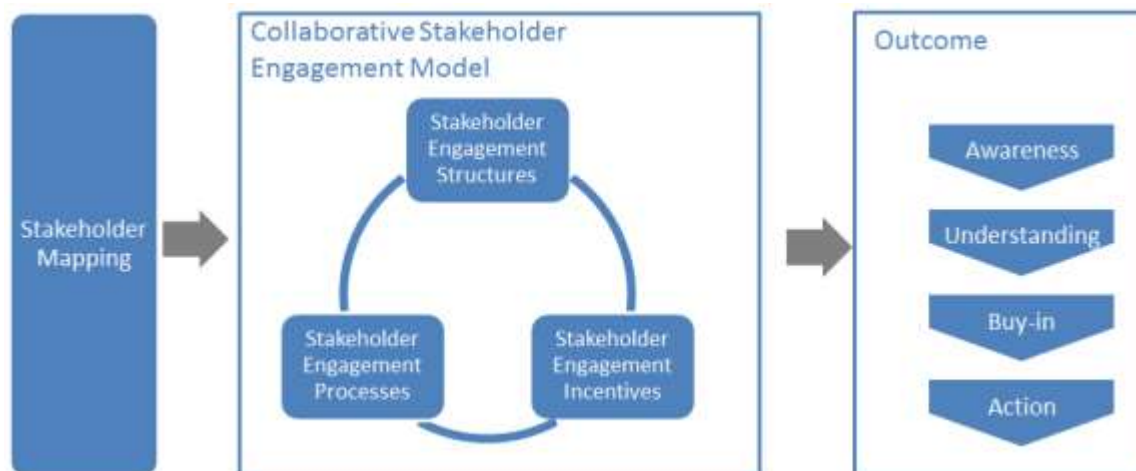 Stakeholder
Mapping
Collaborative Stakeholder
Engagement Model
Stakeholder
Engagement
Structures
Stakeholder
Engagement
Processes
Stakeholder
Engagement
Incentives
Outcome
Awareness
Understanding
Buy-in
Action